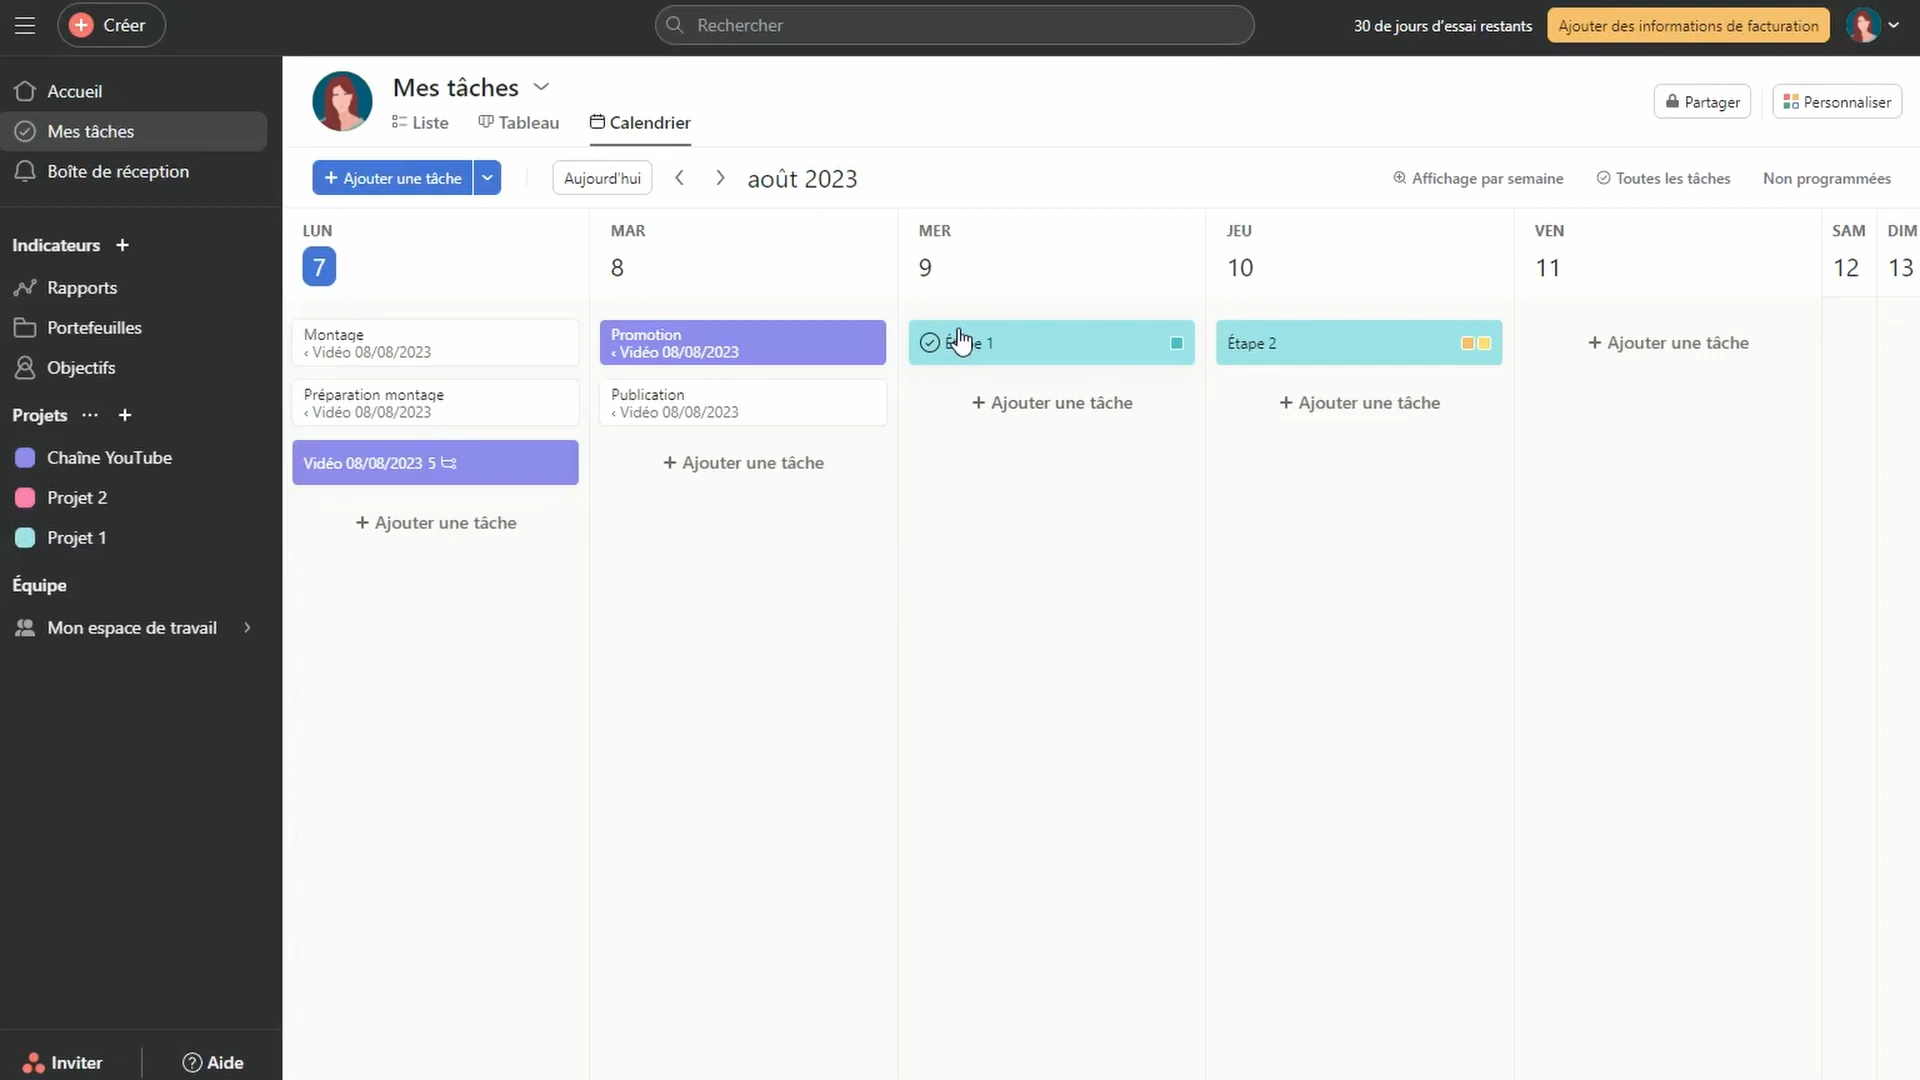 Créer
Rechercher
30 de jours d'essai restants
Ajouter des informations de facturation
Accueil
Mes tâches
Boîte de réception
Indicateurs +
Rapports
Portefeuilles
Objectifs
Projets ... +
Chaîne YouTube
Projet 2
Projet 1
Équipe
Mon espace de travail
Inviter
Aide
Mes tâches
Liste
Tableau
Calendrier
Partager
Personnaliser
+ Ajouter une tâche
Aujourd'hui
août 2023
Affichage par semaine
Toutes les tâches
Non programmées
LUN
7
MAR
8
MER
9
JEU
10
VEN
11
SAM
12
DIM
13
Montage
‹ Vidéo 08/08/2023
Préparation montage
‹ Vidéo 08/08/2023
Vidéo 08/08/2023 5
+ Ajouter une tâche
Promotion
‹ Vidéo 08/08/2023
Publication
‹ Vidéo 08/08/2023
+ Ajouter une tâche
1
+ Ajouter une tâche
Étape 2
+ Ajouter une tâche
+ Ajouter une tâche